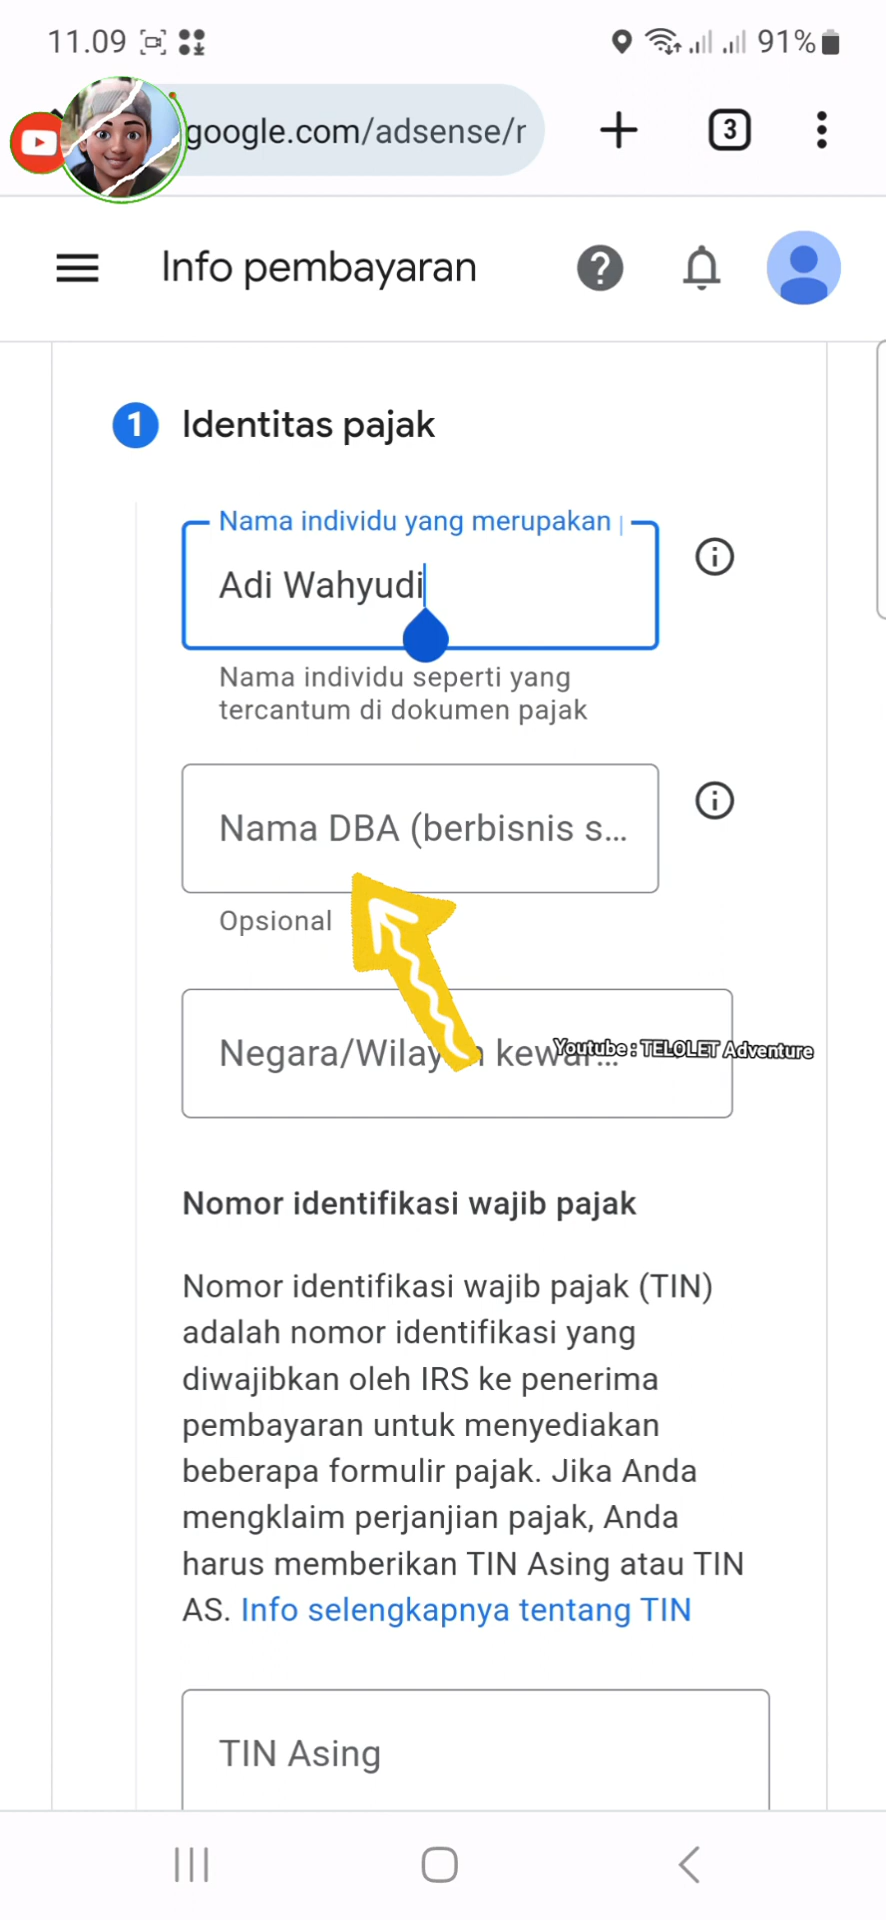 11.09
91%
google.com/adsense/r
3
Info pembayaran
1 Identitas pajak
Nama individu yang merupakan
Adi Wahyudi
Nama individu seperti yang
tercantum di dokumen pajak
Nama DBA (berbisnis s...
Opsional
Negara/Wilayah kewar...
Youtube : TELOLET Adventure
Nomor identifikasi wajib pajak
Nomor identifikasi wajib pajak (TIN)
adalah nomor identifikasi yang
diwajibkan oleh IRS ke penerima
pembayaran untuk menyediakan
beberapa formulir pajak. Jika Anda
mengklaim perjanjian pajak, Anda
harus memberikan TIN Asing atau TIN
AS. Info selengkapnya tentang TIN
TIN Asing